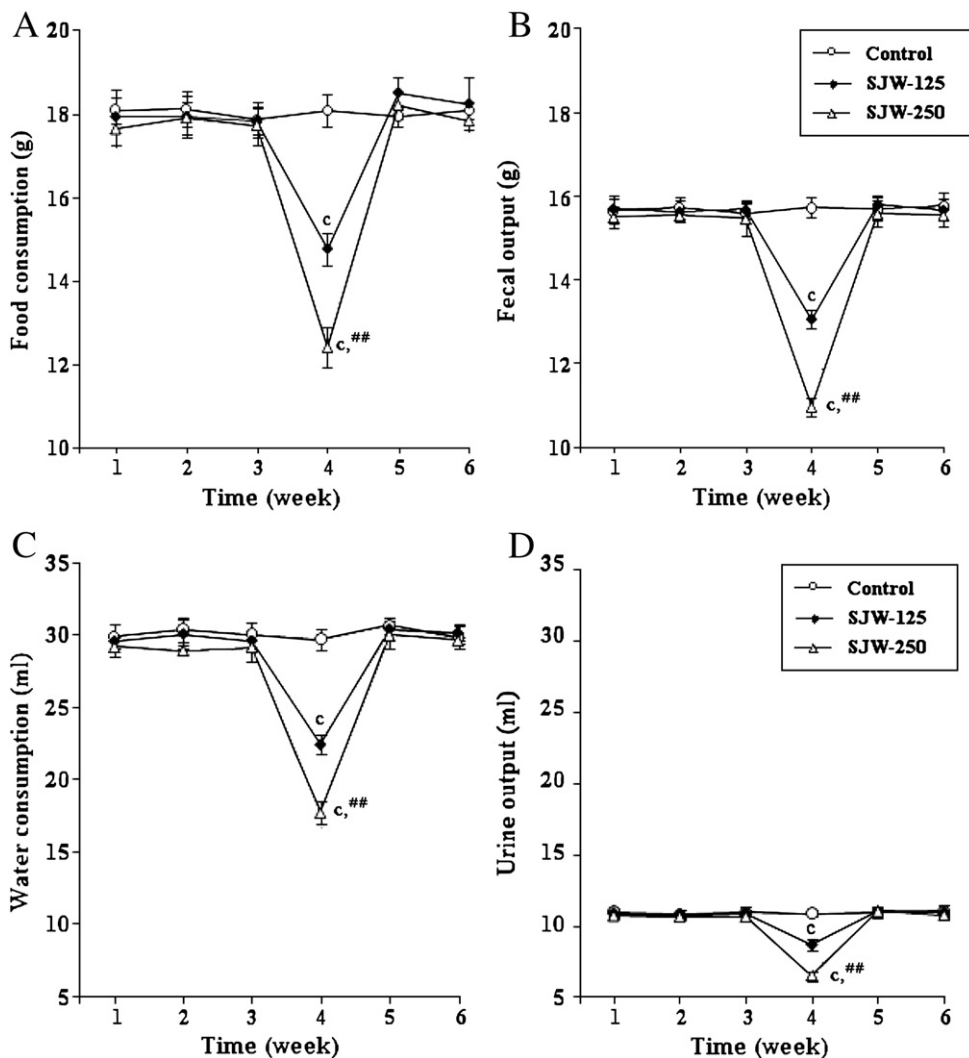 A
Food consumption (g)
20
18
16
14
12
10
c
c,##
1 2 3 4 5 6
Time (week)
B
Fecal output (g)
20
18
16
14
12
10
Control
SJW-125
SJW-250
c
c,##
1 2 3 4 5 6
Time (week)
C
Water consumption (ml)
35
30
25
20
15
10
5
c
c,##
1 2 3 4 5 6
Time (week)
D
Urine output (ml)
35
30
25
20
15
10
5
Control
SJW-125
SJW-250
c
c,##
1 2 3 4 5 6
Time (week)